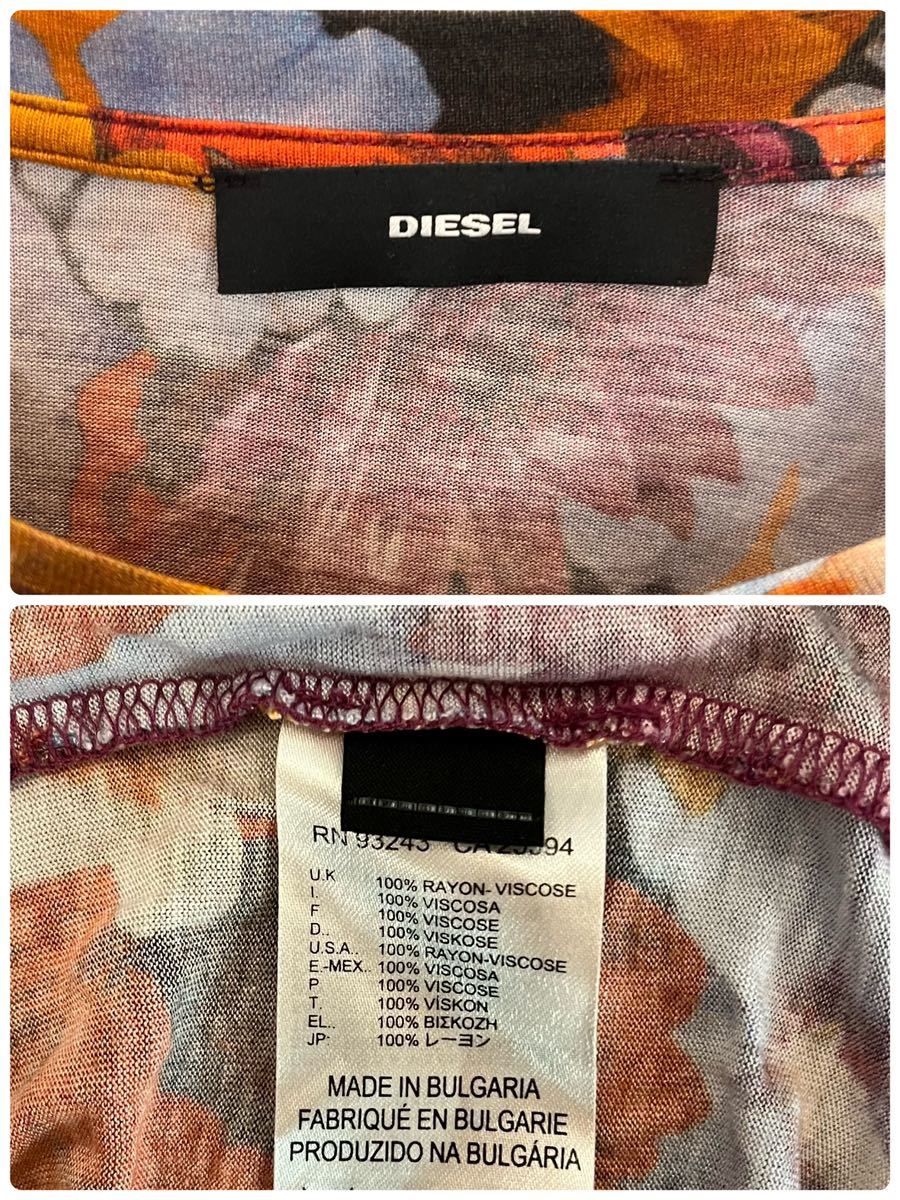 DIESEL
RN 93243 CA 25594
U.K 100% RAYON-VISCOSE
I. 100% VISCOSA
F 100% VISCOSE
D.. 100% VISKOSE
U.S.A.. 100% RAYON-VISCOSE
E.-MEX.. 100% VISCOSA
P 100% VISCOSE
T. 100% VİSKON
EL.. 100% ΒΙΣΚΟΖΗ
JP: 100% レーヨン
MADE IN BULGARIA
FABRIQUÉ EN BULGARIE
PRODUZIDO NA BULGÁRIA